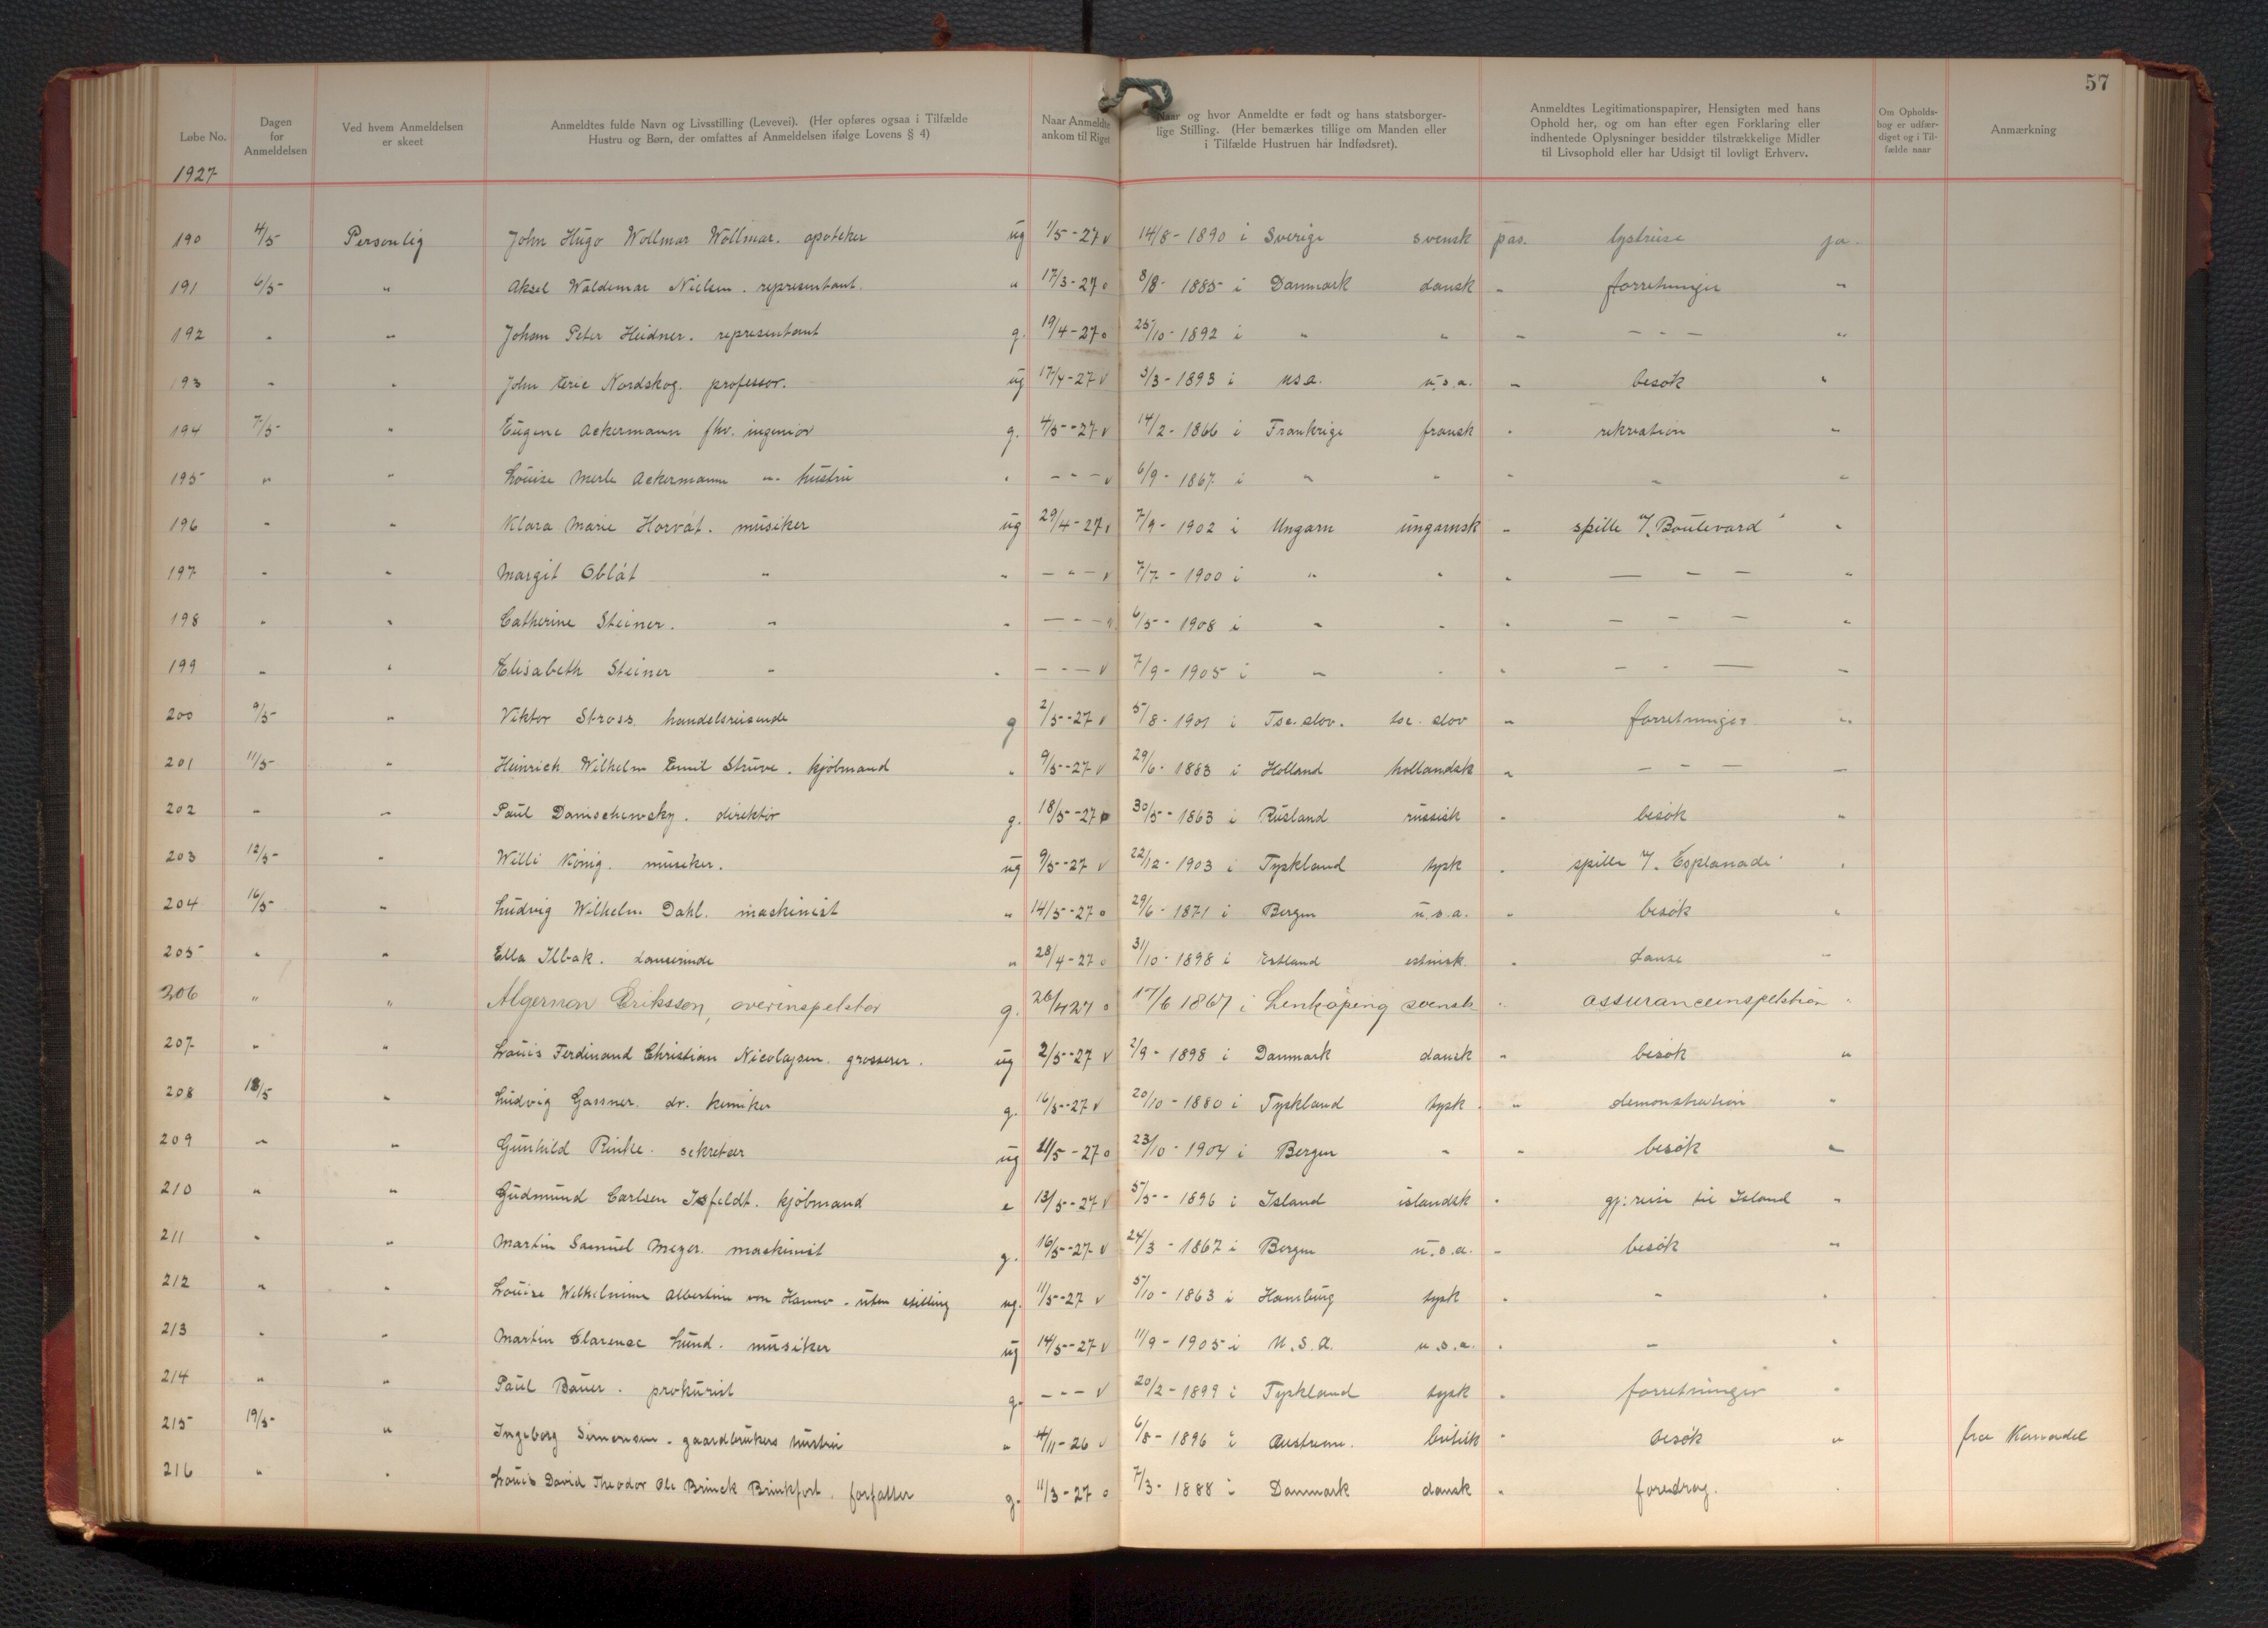 57
Løbe No. Dagen for Anmeldelsen Ved hvem Anmeldelsen er skeet Anmeldtes fulde Navn og Livsstilling (Levevei). (Her opføres ogsaa i Tilfælde Hustru og Børn, der omfattes af Anmeldelsen ifølge Lovens § 4) Naar Anmeldte ankom til Riget Naar og hvor Anmeldte er født og hans statsborgerlige Stilling. (Her bemærkes tillige om Manden eller i Tilfælde Hustruen har Indfødsret). Anmeldtes Legitimationspapirer, Hensigten med hans Ophold her, og om han efter egen Forklaring eller indhentede Oplysninger besidder tilstrækkelige Midler til Livsophold eller har Udsigt til lovligt Erhverv. Om Opholdsbog er udfærdiget og i Tilfælde naar Anmærkning
1927
190 4/5 Personlig John Hugo Wollmar Wollmar. apoteker ug 1/5-27 v 14/8-1890 i Sverige svensk pas. lystreise ja
191 6/5- " Aksel Waldemar Nielsen. representant. " 17/3-27 o 8/8-1885 i Danmark dansk - forretninger "
192 " " Johan Peter Heidner. representant g. 19/4-27 o 25/10-1892 i " " - - - - "
193 " " John Eric Nordskog. professor. ug 17/4-27 v 3/3-1893 i usa. u.s.a. - besøk "
194 7/5- " Eugene Ackermann fhv. ingeniør g. 4/5-27 v 14/2-1866 i Frankrige fransk " rekreation "
195 " " Louise Merle Ackermann " hustru " - - - v 6/9-1867 i " " " " "
196 " " Klara Marie Horvát. musiker ug 29/4-27 v 7/9-1902 i Ungarn ungarnsk - spille i "Boulevard" "
197 " " Margit Oblát " " - - - v 7/7-1900 i " " " - - - "
198 " " Catherine Steiner. " " - - - v 6/5-1908 i " " " - - - "
199 " " Elisabeth Steiner " " - - - v 7/9-1905 i " " " - - - "
200 9/5- " Viktor Stross handelsreisende g 2/5-27 v 5/8-1901 i Tse.slov. tse. slov " forretninger "
201 11/5- " Heinrich Wilhelm Emil Struve. kjøbmand " 9/5-27 v 29/6-1883 i Holland hollandsk " - - - -
202 " " Paul Danischewsky. direktør g. 18/5-27 30/5-1863 i Rusland russisk " besøk "
203 12/5- " Willi König. musiker. ug 9/5-27 v 22/12-1903 i Tyskland tysk " spille i "Esplanade" "
204 16/5- " Ludvig Wilhelm Dahl. maskinist " 14/5-27 o 29/6-1871 i Bergen u.s.a. " besøk "
205 " " Ella Ilbak. danserinde " 28/4-27 o 31/10-1898 i Estland estnisk " danse "
206 " " Algernon Eriksson, overinspektør g. 26/4 27 o 17/6 1867 i Lenköping svensk " assuranceinspektion "
207 " " Louis Ferdinand Christian Nicolajsen. grosserer. ug 2/5-27 v 2/9-1898 i Danmark dansk " besøk "
208 18/5 " Ludvig Gassner. dr. kemiker g. 16/5-27 v 20/10-1880 i Tyskland tysk " demonstration "
209 " " Gunhild Rinke. sekretær ug 11/5-27 o 23/10-1904 i Bergen " " besøk "
210 " " Gudmund Carlsen Isfeldt. kjøbmand " 13/5-27 v 5/5-1896 i Island islandsk " gj:reise til Island "
211 " " Martin Samuel Meyer. maskinist g. 16/5-27 v 24/3-1867 i Bergen u.s.a. - besøk "
212 " " Louise Wilhelmine Albertine von Hanno. uten stilling ug. 11/5-27 v 5/10-1863 i Hamburg tysk " " "
213 " " Martin Clarence Lund. musiker ug 14/5-27 v 11/9-1905 i U.S.A. u.s.a. " " "
214 " " Paul Bauer. prokurist g. - - - v 20/2-1899 i Tyskland tysk " forretninger "
215 19/5- " Ingeborg Simonsen. gaardbrukers hustru " 4/11-26 v 6/8-1896 i britisk " besøk " fra
216 " " Louis David Theodor Ole Brinck Brinkfort. forfatter g. 11/3-27 o 7/3-1888 i Danmark dansk " foredrag. "